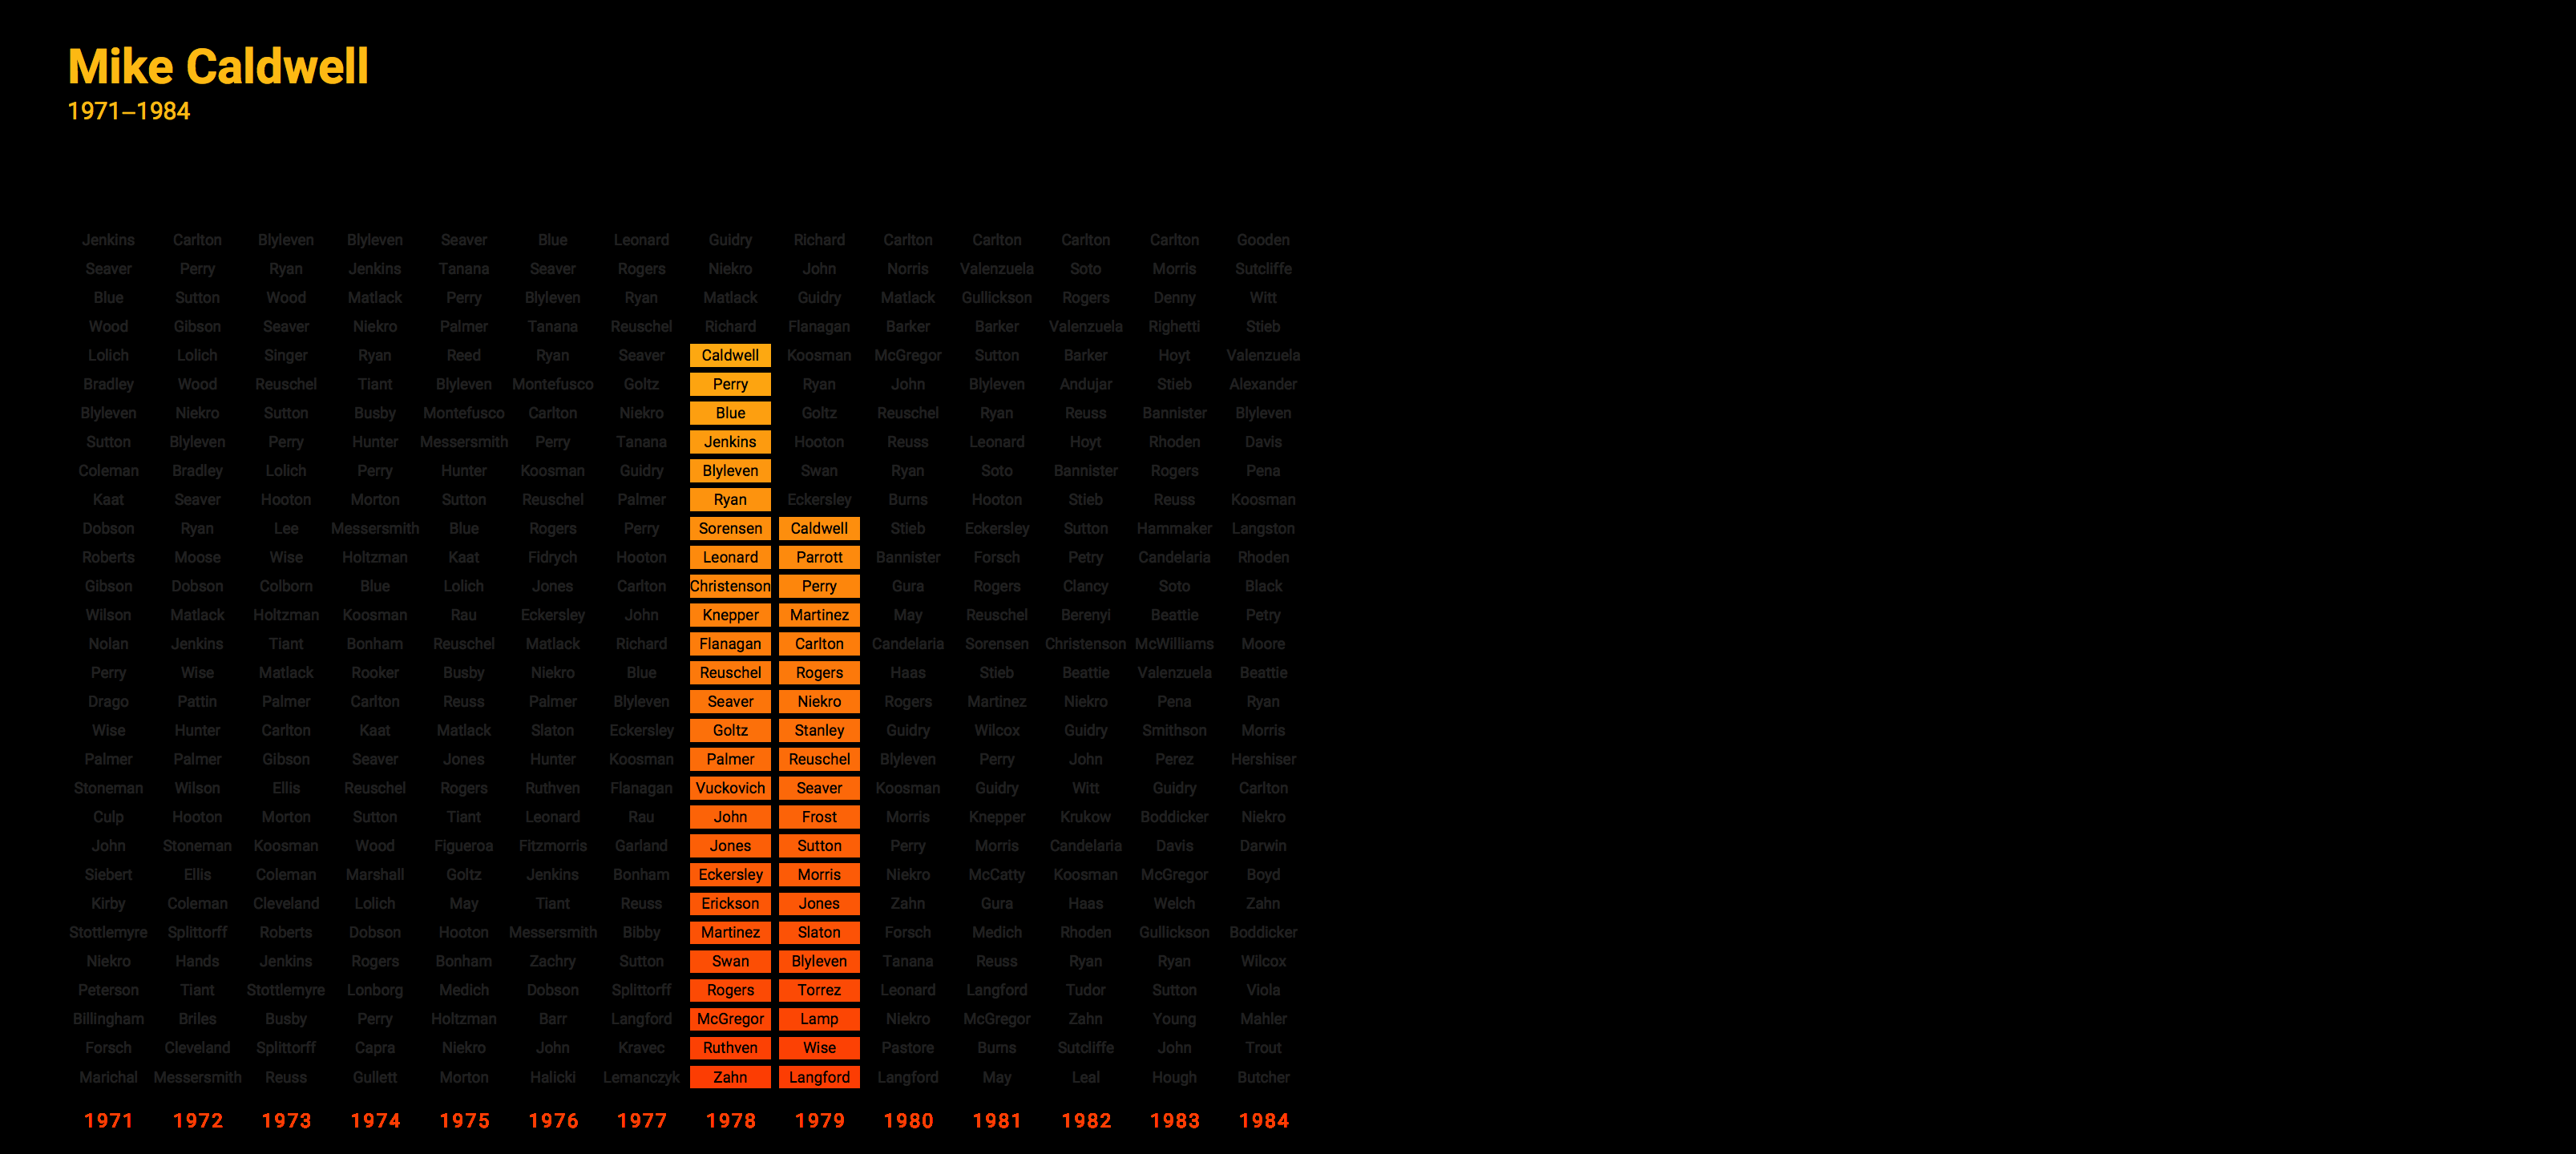 Mike Caldwell
1971–1984
Jenkins Carlton Blyleven Blyleven Seaver Blue Leonard Guidry Richard Carlton Carlton Carlton Carlton Gooden
Seaver Perry Ryan Jenkins Tanana Seaver Rogers Niekro John Norris Valenzuela Soto Morris Sutcliffe
Blue Sutton Wood Matlack Perry Blyleven Ryan Matlack Guidry Matlack Gullickson Rogers Denny Witt
Wood Gibson Seaver Niekro Palmer Tanana Reuschel Richard Flanagan Barker Barker Valenzuela Righetti Stieb
Lolich Lolich Singer Ryan Reed Ryan Seaver Caldwell Koosman McGregor Sutton Barker Hoyt Valenzuela
Bradley Wood Reuschel Tiant Blyleven Montefusco Goltz Perry Ryan John Blyleven Andujar Stieb Alexander
Blyleven Niekro Sutton Busby Montefusco Carlton Niekro Blue Goltz Reuschel Ryan Reuss Bannister Blyleven
Sutton Blyleven Perry Hunter Messersmith Perry Tanana Jenkins Hooton Reuss Leonard Hoyt Rhoden Davis
Coleman Bradley Lolich Perry Hunter Koosman Guidry Blyleven Swan Ryan Soto Bannister Rogers Pena
Kaat Seaver Hooton Morton Sutton Reuschel Palmer Ryan Eckersley Burns Hooton Stieb Reuss Koosman
Dobson Ryan Lee Messersmith Blue Rogers Perry Sorensen Caldwell Stieb Eckersley Sutton Hammaker Langston
Roberts Moose Wise Holtzman Kaat Fidrych Hooton Leonard Parrott Bannister Forsch Petry Candelaria Rhoden
Gibson Dobson Colborn Blue Lolich Jones Carlton Christenson Perry Gura Rogers Clancy Soto Black
Wilson Matlack Holtzman Koosman Rau Eckersley John Knepper Martinez May Reuschel Berenyi Beattie Petry
Nolan Jenkins Tiant Bonham Reuschel Matlack Richard Flanagan Carlton Candelaria Sorensen Christenson McWilliams Moore
Perry Wise Matlack Rooker Busby Niekro Blue Reuschel Rogers Haas Stieb Beattie Valenzuela Beattie
Drago Pattin Palmer Carlton Reuss Palmer Blyleven Seaver Niekro Rogers Martinez Niekro Pena Ryan
Wise Hunter Carlton Kaat Matlack Slaton Eckersley Goltz Stanley Guidry Wilcox Guidry Smithson Morris
Palmer Palmer Gibson Seaver Jones Hunter Koosman Palmer Reuschel Blyleven Perry John Perez Hershiser
Stoneman Wilson Ellis Reuschel Rogers Ruthven Flanagan Vuckovich Seaver Koosman Guidry Witt Guidry Carlton
Culp Hooton Morton Sutton Tiant Leonard Rau John Frost Morris Knepper Krukow Boddicker Niekro
John Stoneman Koosman Wood Figueroa Fitzmorris Garland Jones Sutton Perry Morris Candelaria Davis Darwin
Siebert Ellis Coleman Marshall Goltz Jenkins Bonham Eckersley Morris Niekro McCatty Koosman McGregor Boyd
Kirby Coleman Cleveland Lolich May Tiant Reuss Erickson Jones Zahn Gura Haas Welch Zahn
Stottlemyre Splittorff Roberts Dobson Hooton Messersmith Bibby Martinez Slaton Forsch Medich Rhoden Gullickson Boddicker
Niekro Hands Jenkins Rogers Bonham Zachry Sutton Swan Blyleven Tanana Reuss Ryan Ryan Wilcox
Peterson Tiant Stottlemyre Lonborg Medich Dobson Splittorff Rogers Torrez Leonard Langford Tudor Sutton Viola
Billingham Briles Busby Perry Holtzman Barr Langford McGregor Lamp Niekro McGregor Zahn Young Mahler
Forsch Cleveland Splittorff Capra Niekro John Kravec Ruthven Wise Pastore Burns Sutcliffe John Trout
Marichal Messersmith Reuss Gullett Morton Halicki Lemanczyk Zahn Langford Langford May Leal Hough Butcher
1971 1972 1973 1974 1975 1976 1977 1978 1979 1980 1981 1982 1983 1984